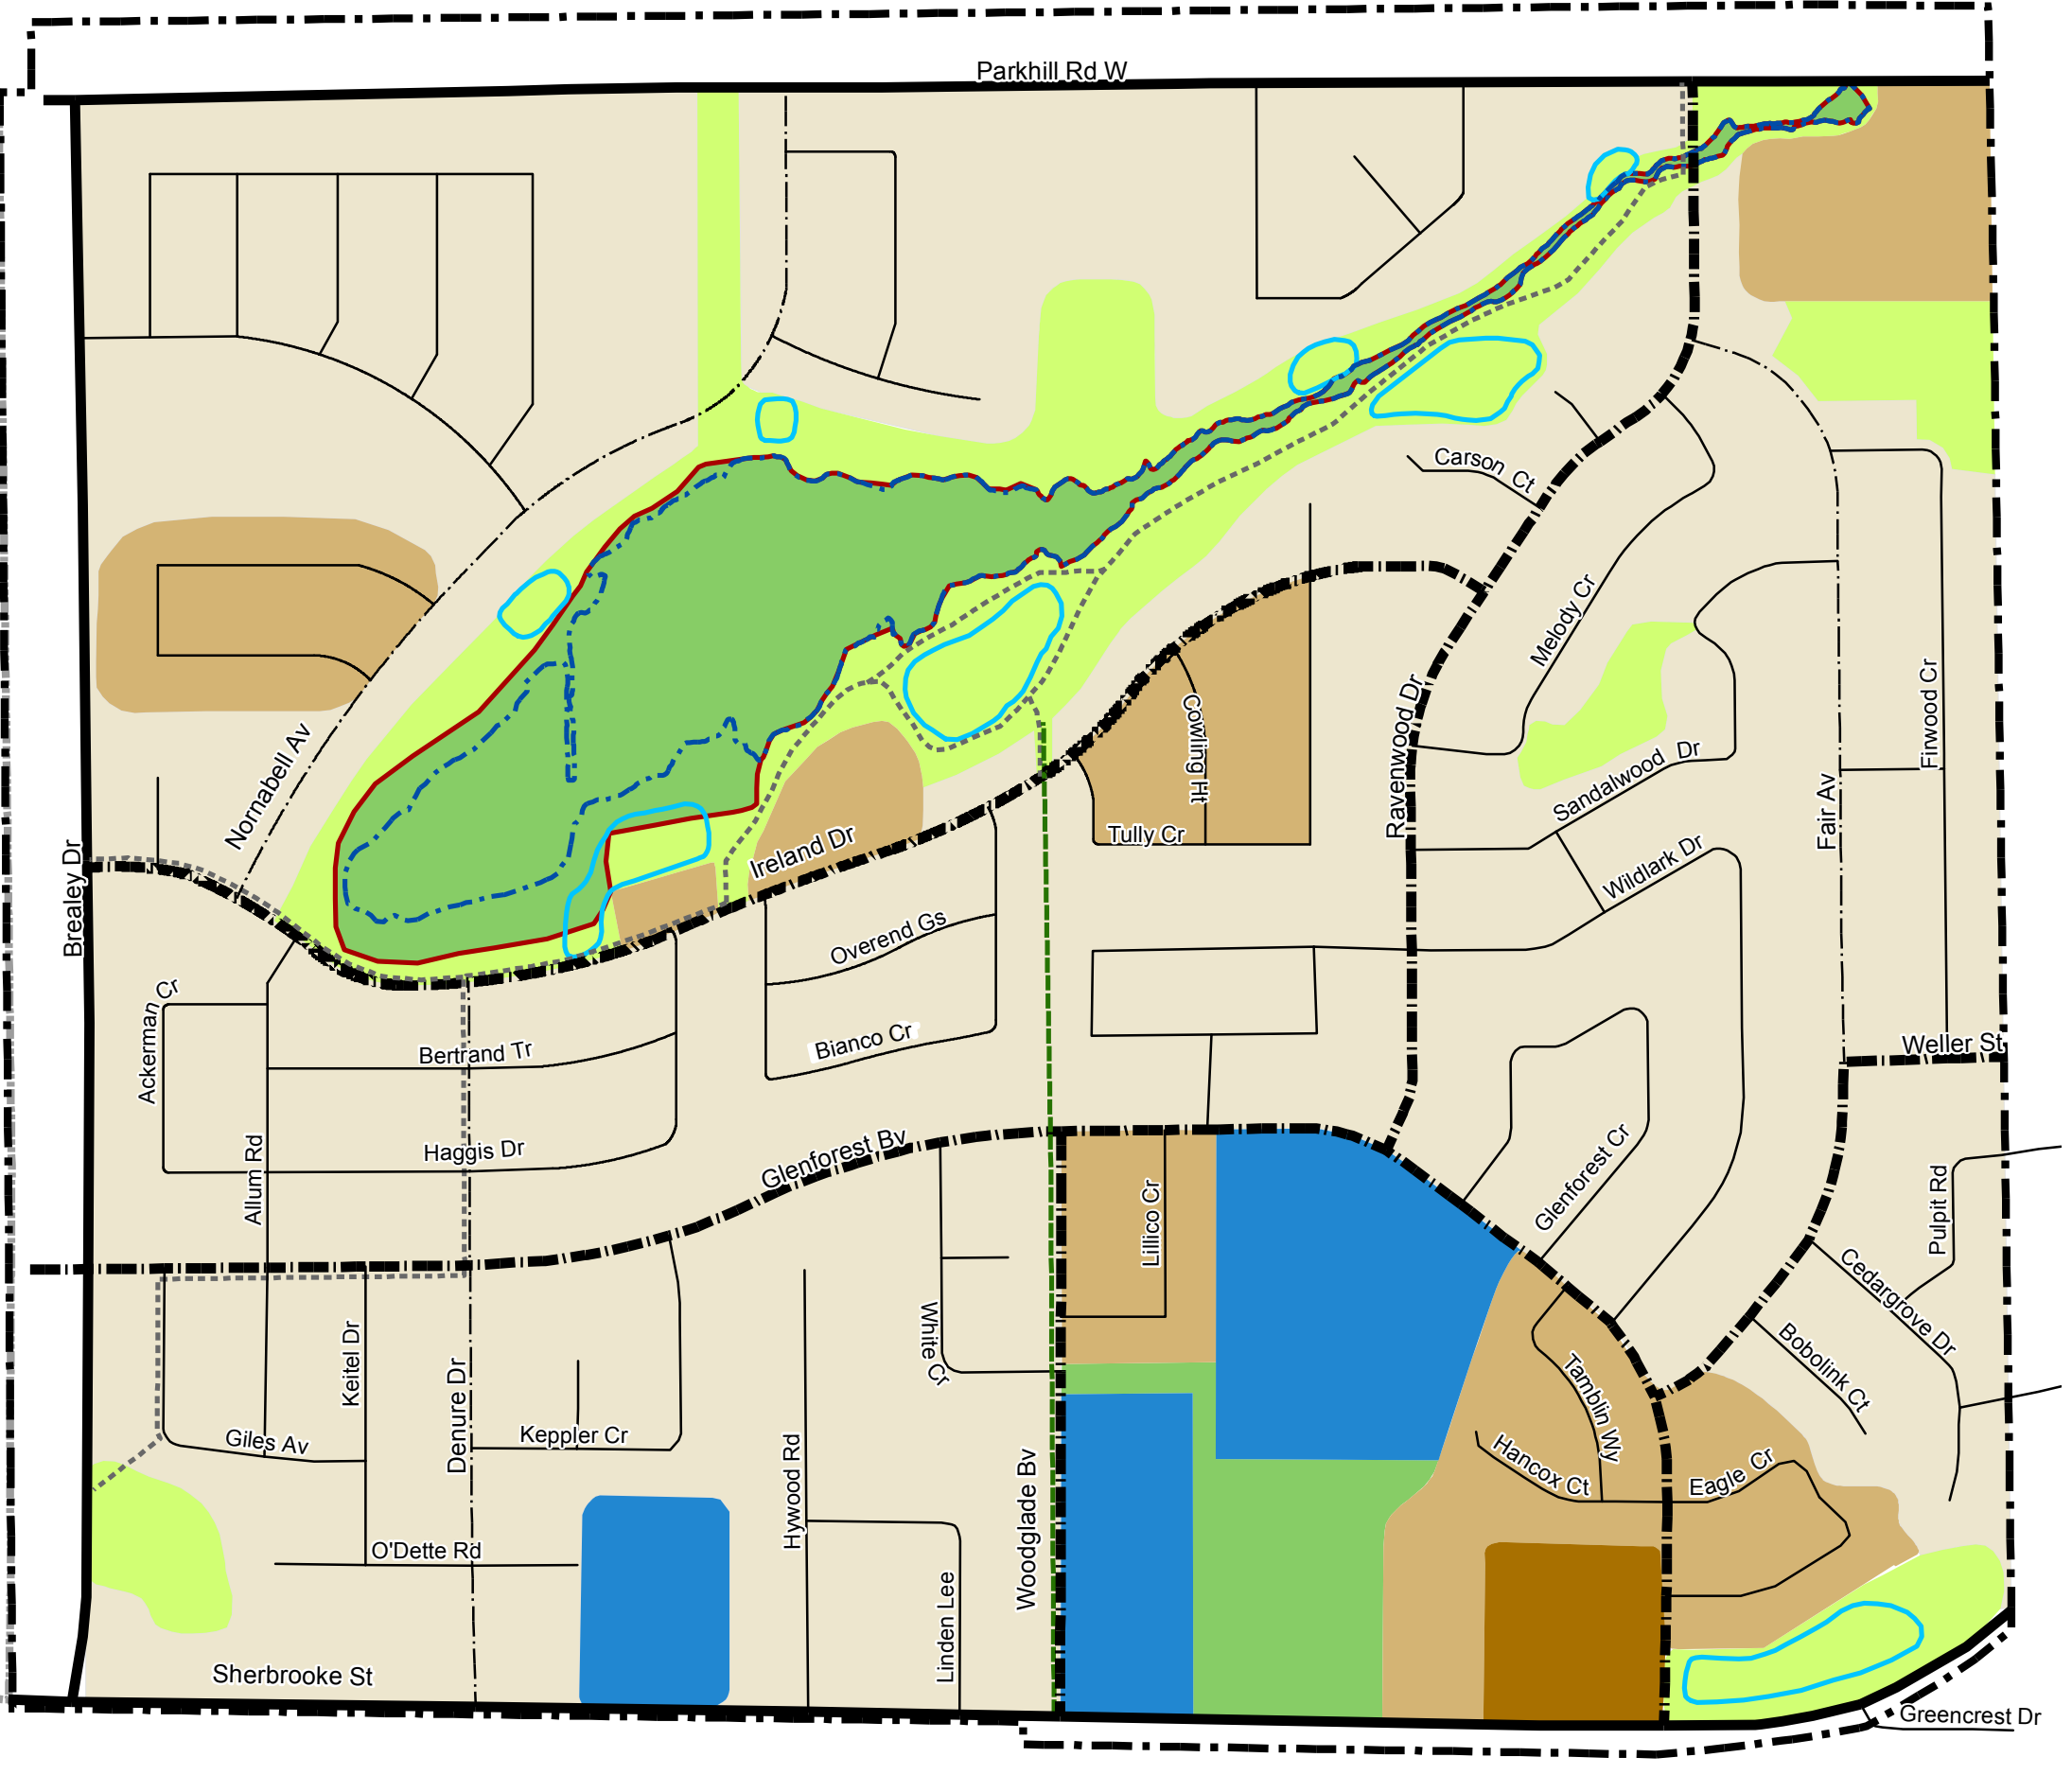 Parkhill Rd W
Carson Ct
Melody Cr
Firwood Cr
Nornabell Av
Cowling Ht
Ravenwood Dr
Sandalwood Dr
Fair Av
Tully Cr
Ireland Dr
Wildlark Dr
Brealey Dr
Overend Gs
Ackerman Cr
Bianco Cr
Bertrand Tr
Weller St
Haggis Dr
Glenforest Bv
Allum Rd
Lillico Cr
Glenforest Cr
Pulpit Rd
Cedargrove Dr
White Cr
Keitel Dr
Bobolink Ct
Denure Dr
Tamblin Wy
Giles Av
Keppler Cr
Hywood Rd
Woodglade Bv
Hancox Ct
Eagle Cr
O'Dette Rd
Linden Lee
Sherbrooke St
Greencrest Dr